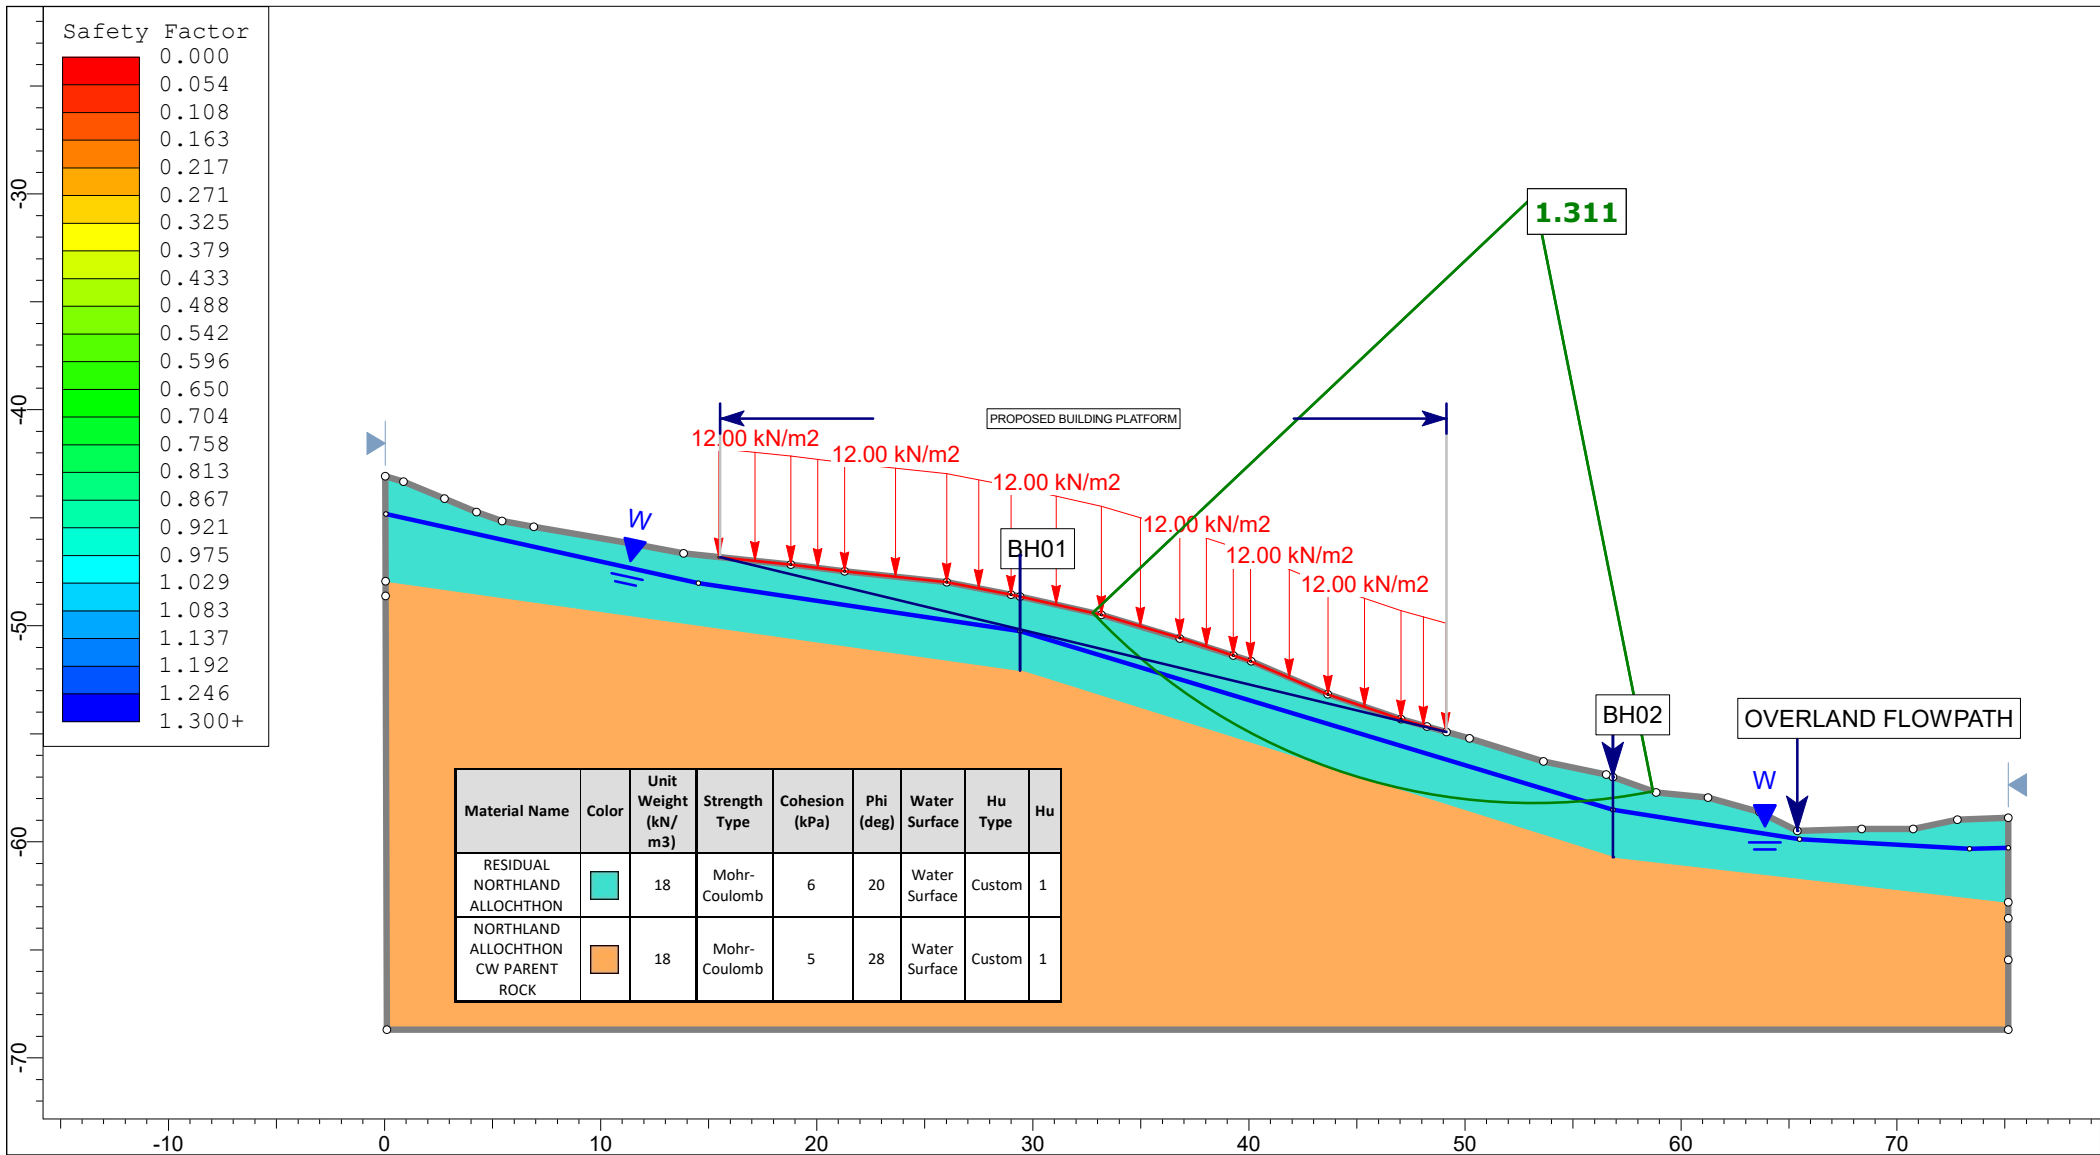 Safety Factor
0.000
0.054
0.108
0.163
0.217
0.271
0.325
0.379
0.433
0.488
0.542
0.596
0.650
0.704
0.758
0.813
0.867
0.921
0.975
1.029
1.083
1.137
1.192
1.246
1.300+
-30
-40
-50
-60
-70
1.311
PROPOSED BUILDING PLATFORM
12.00 kN/m2
12.00 kN/m2
12.00 kN/m2
12.00 kN/m2
12.00 kN/m2
12.00 kN/m2
W
BH01
BH02
OVERLAND FLOWPATH
W
Material Name Color Unit Weight (kN/m3) Strength Type Cohesion (kPa) Phi (deg) Water Surface Hu Type Hu
RESIDUAL NORTHLAND ALLOCHTHON 18 Mohr-Coulomb 6 20 Water Surface Custom 1
NORTHLAND ALLOCHTHON CW PARENT ROCK 18 Mohr-Coulomb 5 28 Water Surface Custom 1
-10 0 10 20 30 40 50 60 70